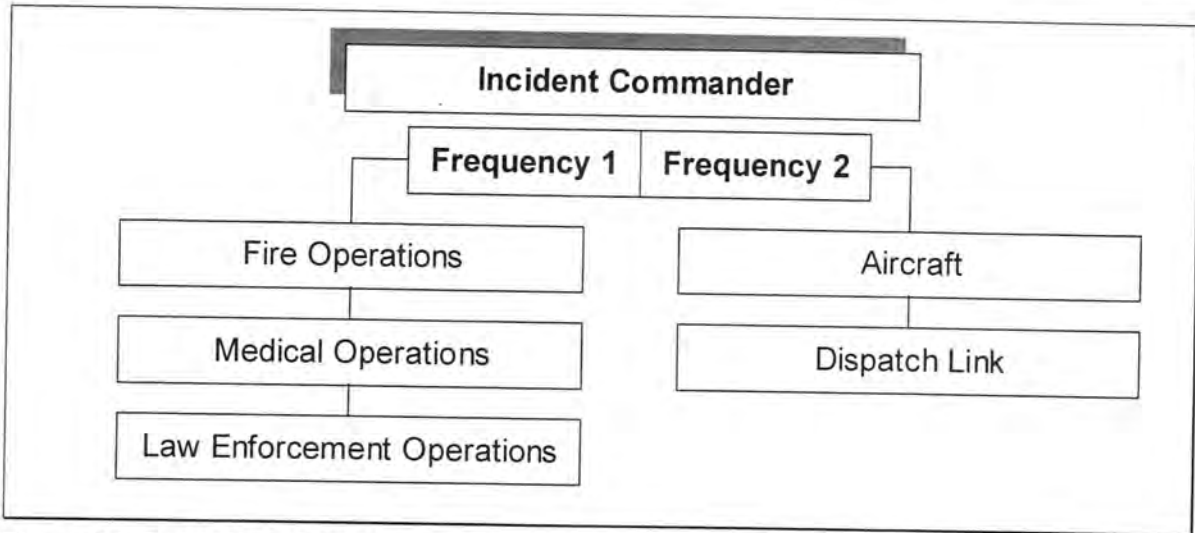 Incident Commander
Frequency 1 Frequency 2
Fire Operations
Medical Operations
Law Enforcement Operations
Aircraft
Dispatch Link